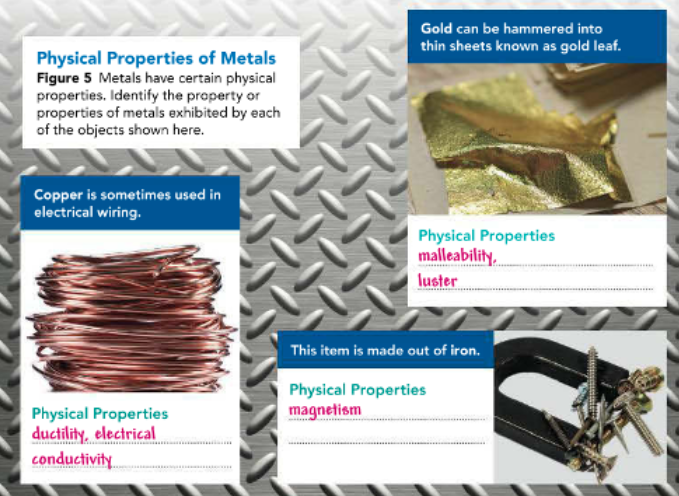 Physical Properties of Metals
Figure 5 Metals have certain physical
properties. Identify the property or
properties of metals exhibited by each
of the objects shown here.
Gold can be hammered into
thin sheets known as gold leaf.
Physical Properties
malleability,
luster
Copper is sometimes used in
electrical wiring.
Physical Properties
ductility, electrical
conductivity
This item is made out of iron.
Physical Properties
magnetism